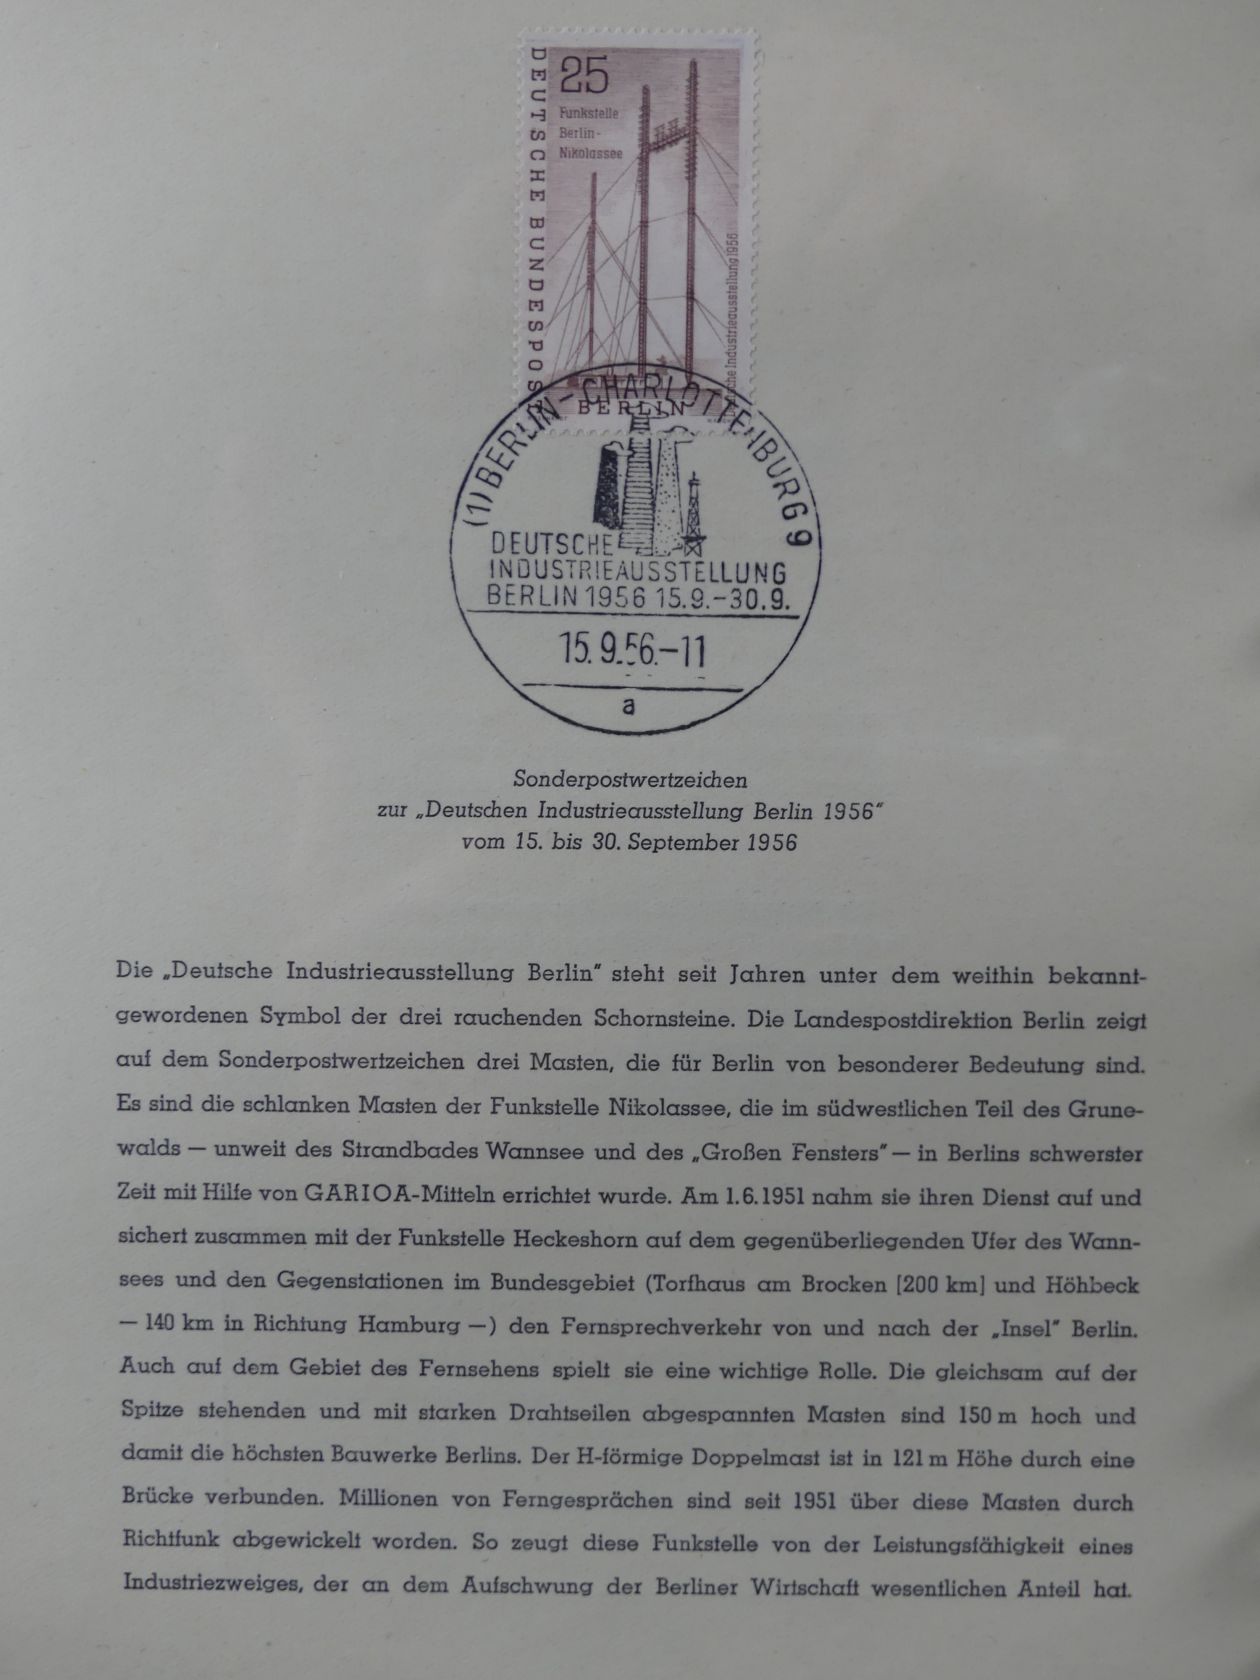 DEUTSCHE BUNDESPOST
25
Funkstelle
Berlin-
Nikolassee
Deutsche Industrieausstellung 1956
BERLIN
(1) BERLIN-CHARLOTTENBURG 9
DEUTSCHE
INDUSTRIEAUSSTELLUNG
BERLIN 1956 15.9.-30.9.
15.9.56.-11
a
Sonderpostwertzeichen
zur „Deutschen Industrieausstellung Berlin 1956"
vom 15. bis 30. September 1956
Die „Deutsche Industrieausstellung Berlin" steht seit Jahren unter dem weithin bekannt-
gewordenen Symbol der drei rauchenden Schornsteine. Die Landespostdirektion Berlin zeigt
auf dem Sonderpostwertzeichen drei Masten, die für Berlin von besonderer Bedeutung sind.
Es sind die schlanken Masten der Funkstelle Nikolassee, die im südwestlichen Teil des Grune-
walds — unweit des Strandbades Wannsee und des „Großen Fensters" — in Berlins schwerster
Zeit mit Hilfe von GARIOA-Mitteln errichtet wurde. Am 1.6.1951 nahm sie ihren Dienst auf und
sichert zusammen mit der Funkstelle Heckeshorn auf dem gegenüberliegenden Ufer des Wann-
sees und den Gegenstationen im Bundesgebiet (Torfhaus am Brocken [200 km] und Höhbeck
— 140 km in Richtung Hamburg —) den Fernsprechverkehr von und nach der „Insel" Berlin.
Auch auf dem Gebiet des Fernsehens spielt sie eine wichtige Rolle. Die gleichsam auf der
Spitze stehenden und mit starken Drahtseilen abgespannten Masten sind 150 m hoch und
damit die höchsten Bauwerke Berlins. Der H-förmige Doppelmast ist in 121 m Höhe durch eine
Brücke verbunden. Millionen von Ferngesprächen sind seit 1951 über diese Masten durch
Richtfunk abgewickelt worden. So zeugt diese Funkstelle von der Leistungsfähigkeit eines
Industriezweiges, der an dem Aufschwung der Berliner Wirtschaft wesentlichen Anteil hat.